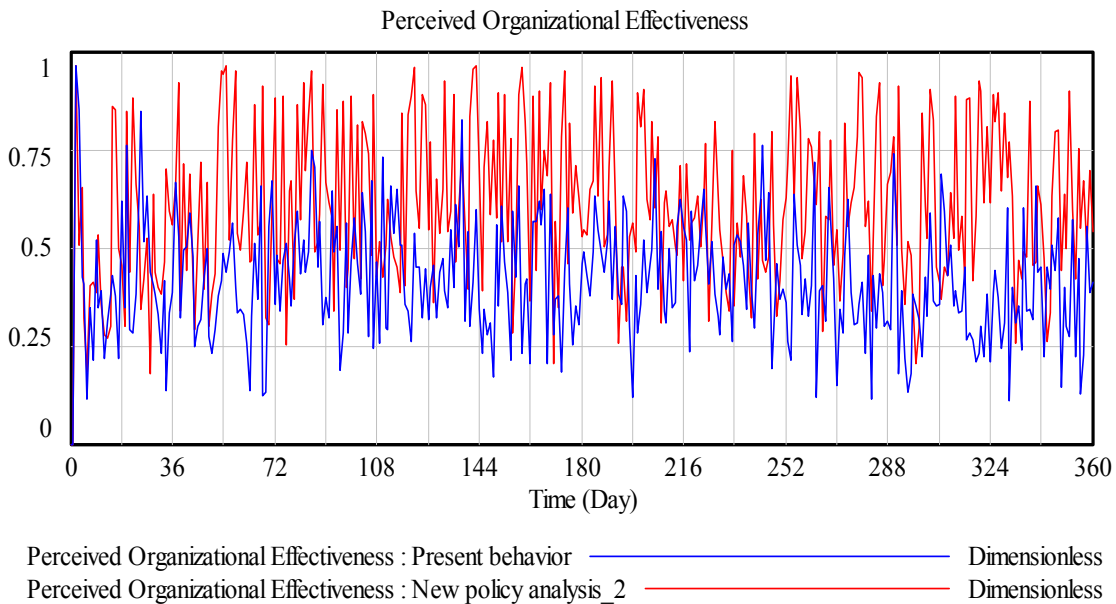 Perceived Organizational Effectiveness
1
0.75
0.5
0.25
0
0 36 72 108 144 180 216 252 288 324 360
Time (Day)
Perceived Organizational Effectiveness : Present behavior Dimensionless
Perceived Organizational Effectiveness : New policy analysis_2 Dimensionless